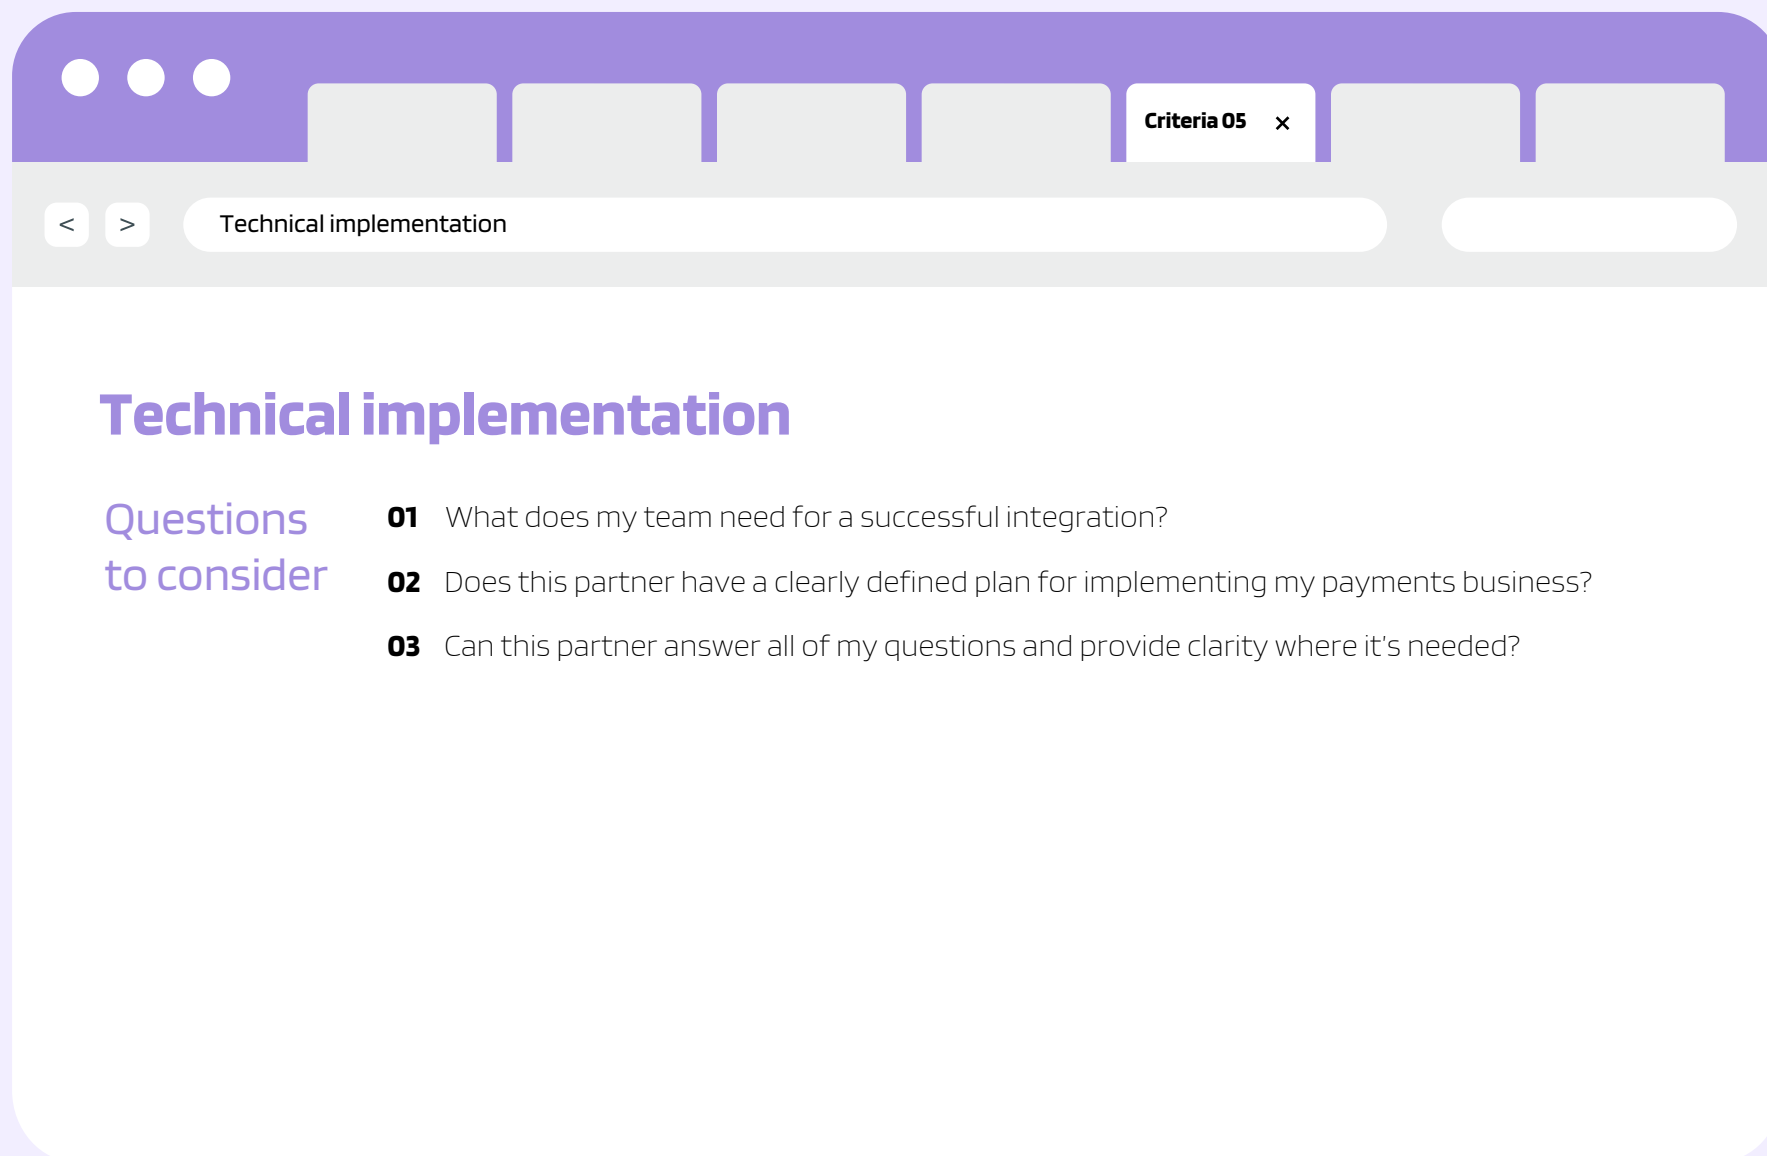 Criteria 05 ×
< > Technical implementation
Technical implementation
Questions
to consider
01 What does my team need for a successful integration?
02 Does this partner have a clearly defined plan for implementing my payments business?
03 Can this partner answer all of my questions and provide clarity where it’s needed?